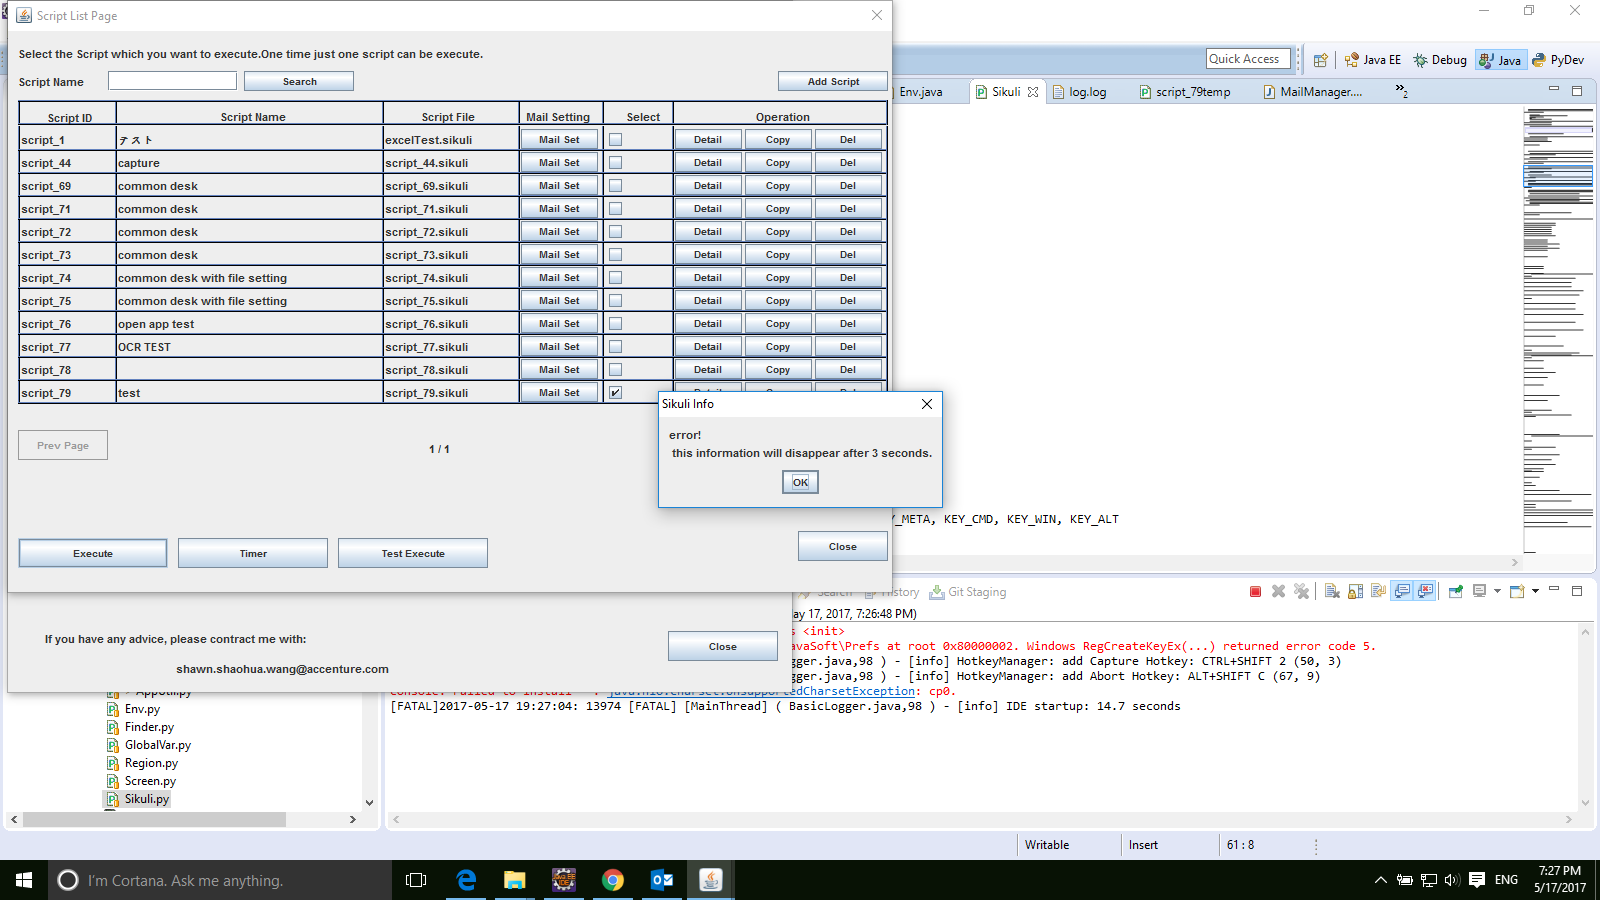 Script List Page
Select the Script which you want to execute.One time just one script can be execute.
Script Name
Search
Add Script
Script ID Script Name Script File Mail Setting Select Operation
script_1 テスト excelTest.sikuli Mail Set Detail Copy Del
script_44 capture script_44.sikuli Mail Set Detail Copy Del
script_69 common desk script_69.sikuli Mail Set Detail Copy Del
script_71 common desk script_71.sikuli Mail Set Detail Copy Del
script_72 common desk script_72.sikuli Mail Set Detail Copy Del
script_73 common desk script_73.sikuli Mail Set Detail Copy Del
script_74 common desk with file setting script_74.sikuli Mail Set Detail Copy Del
script_75 common desk with file setting script_75.sikuli Mail Set Detail Copy Del
script_76 open app test script_76.sikuli Mail Set Detail Copy Del
script_77 OCR TEST script_77.sikuli Mail Set Detail Copy Del
script_78 script_78.sikuli Mail Set Detail Copy Del
script_79 test script_79.sikuli Mail Set
Prev Page
1 / 1
Execute
Timer
Test Execute
Close
Sikuli Info
error!
this information will disappear after 3 seconds.
OK
If you have any advice, please contract me with:
shawn.shaohua.wang@accenture.com
Close
Quick Access
Java EE Debug Java PyDev
Env.java Sikuli log.log script_79temp MailManager.... »2
_META, KEY_CMD, KEY_WIN, KEY_ALT
Search History Git Staging
ay 17, 2017, 7:26:48 PM)
s <init>
avaSoft\Prefs at root 0x80000002. Windows RegCreateKeyEx(...) returned error code 5.
gger.java,98 ) - [info] HotkeyManager: add Capture Hotkey: CTRL+SHIFT 2 (50, 3)
gger.java,98 ) - [info] HotkeyManager: add Abort Hotkey: ALT+SHIFT C (67, 9)
console: Failed to install '': java.nio.charset.UnsupportedCharsetException: cp0.
[FATAL]2017-05-17 19:27:04: 13974 [FATAL] [MainThread] ( BasicLogger.java,98 ) - [info] IDE startup: 14.7 seconds
AppUtil.py
Env.py
Finder.py
GlobalVar.py
Region.py
Screen.py
Sikuli.py
Writable Insert 61 : 8
I'm Cortana. Ask me anything.
ENG
7:27 PM
5/17/2017